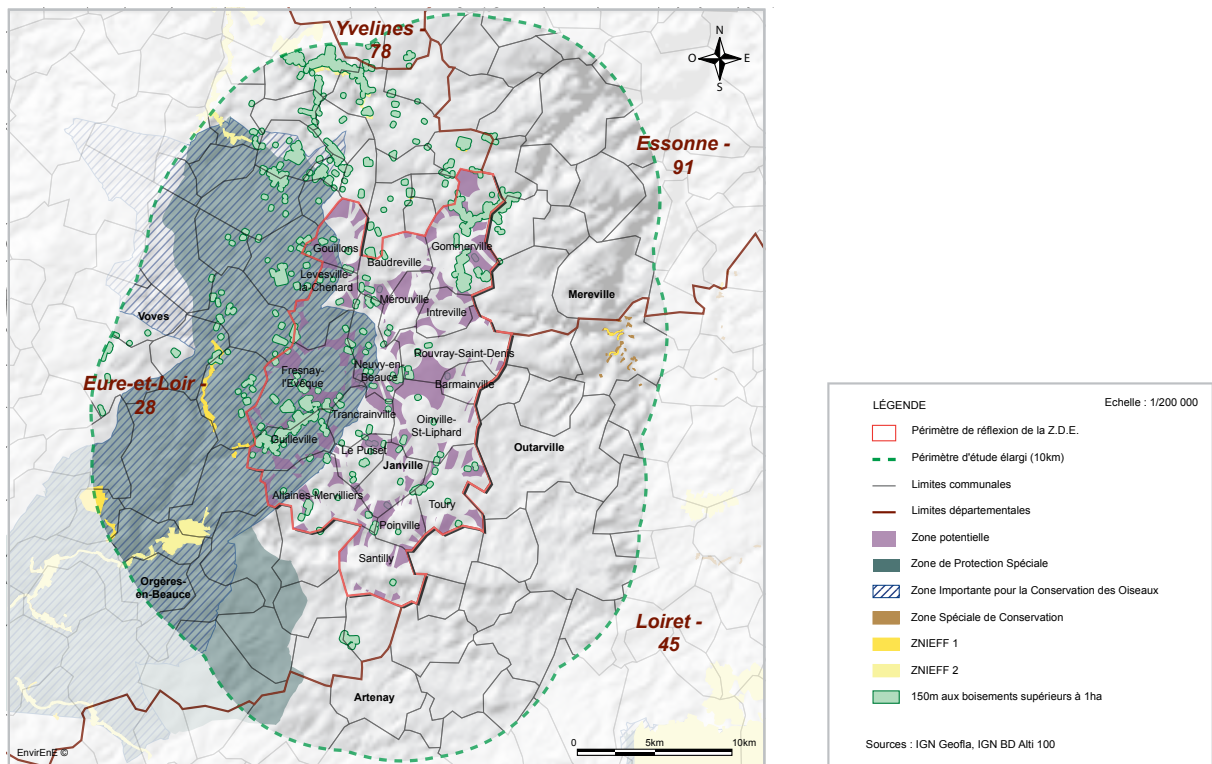 Yvelines -
78
N
O
E
S
Essonne -
91
Gouillons
Gommerville
Baudreville
Levesville-
la-Chenard
Mereville
Mérouville
Intreville
Voves
Rouvray-Saint-Denis
Neuvy-en-
Beauce
Fresnay-
l'Evêque
Barmainville
Eure-et-Loir -
28
Trancrainville
Oinville-
St-Liphard
Guilleville
Le Puiset
Outarville
Janville
Allaines-Mervilliers
Toury
Poinville
Santilly
Orgères-
en-Beauce
Loiret -
45
Artenay
EnvirEnE ©
0
5km
10km
LÉGENDE
Echelle : 1/200 000
Périmètre de réflexion de la Z.D.E.
Périmètre d'étude élargi (10km)
Limites communales
Limites départementales
Zone potentielle
Zone de Protection Spéciale
Zone Importante pour la Conservation des Oiseaux
Zone Spéciale de Conservation
ZNIEFF 1
ZNIEFF 2
150m aux boisements supérieurs à 1ha
Sources : IGN Geofla, IGN BD Alti 100